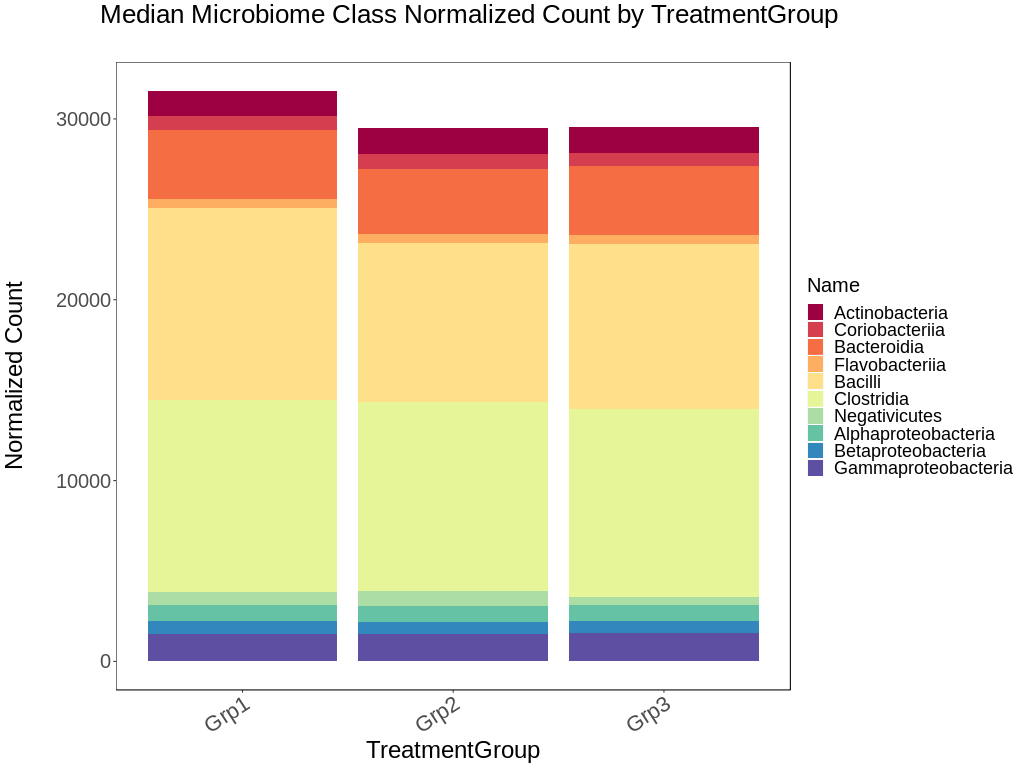 Median Microbiome Class Normalized Count by TreatmentGroup
Normalized Count
30000
20000
10000
0
Grp1
Grp2
Grp3
TreatmentGroup
Name
Actinobacteria
Coriobacteriia
Bacteroidia
Flavobacteriia
Bacilli
Clostridia
Negativicutes
Alphaproteobacteria
Betaproteobacteria
Gammaproteobacteria